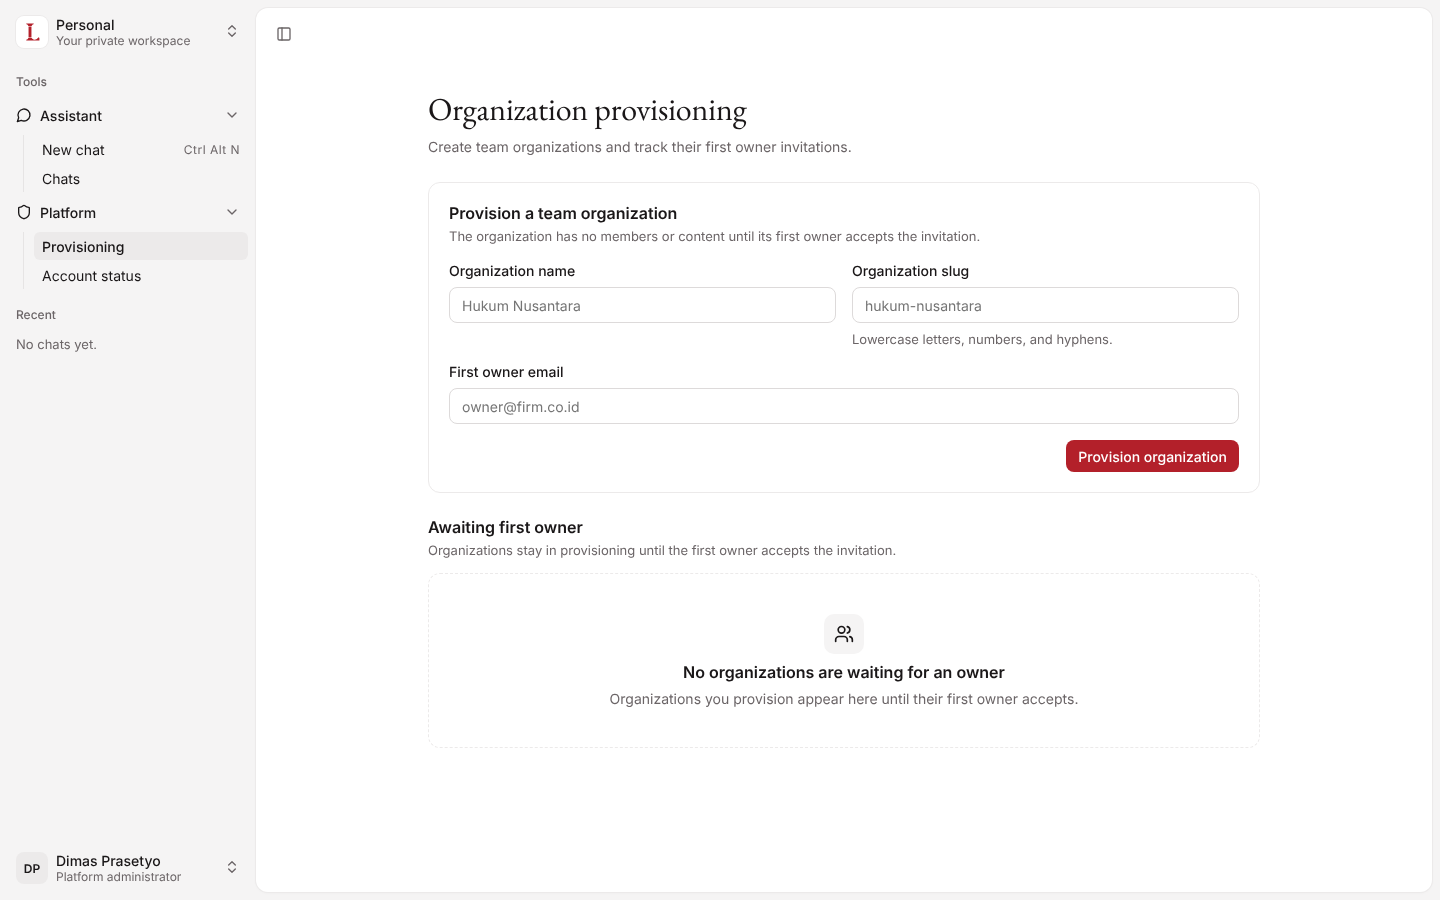 L
Personal
Your private workspace
Tools
Assistant
New chat Ctrl Alt N
Chats
Platform
Provisioning
Account status
Recent
No chats yet.
DP
Dimas Prasetyo
Platform administrator
Organization provisioning
Create team organizations and track their first owner invitations.
Provision a team organization
The organization has no members or content until its first owner accepts the invitation.
Organization name
Hukum Nusantara
Organization slug
hukum-nusantara
Lowercase letters, numbers, and hyphens.
First owner email
owner@firm.co.id
Provision organization
Awaiting first owner
Organizations stay in provisioning until the first owner accepts the invitation.
No organizations are waiting for an owner
Organizations you provision appear here until their first owner accepts.